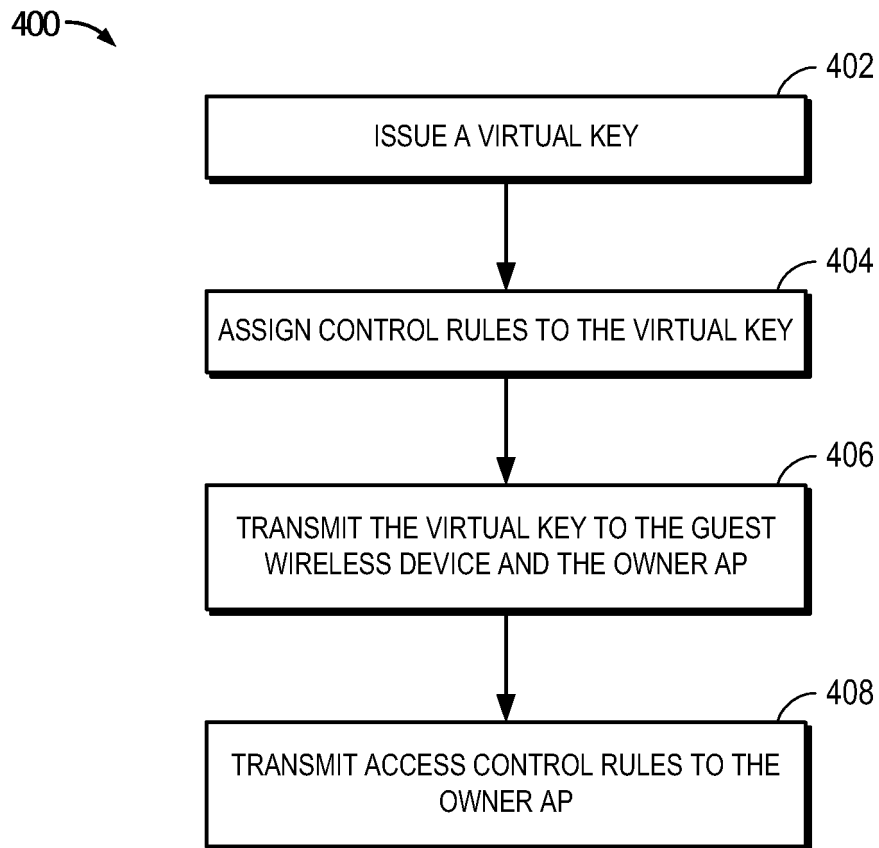 400
402
ISSUE A VIRTUAL KEY
404
ASSIGN CONTROL RULES TO THE VIRTUAL KEY
406
TRANSMIT THE VIRTUAL KEY TO THE GUEST
WIRELESS DEVICE AND THE OWNER AP
408
TRANSMIT ACCESS CONTROL RULES TO THE
OWNER AP